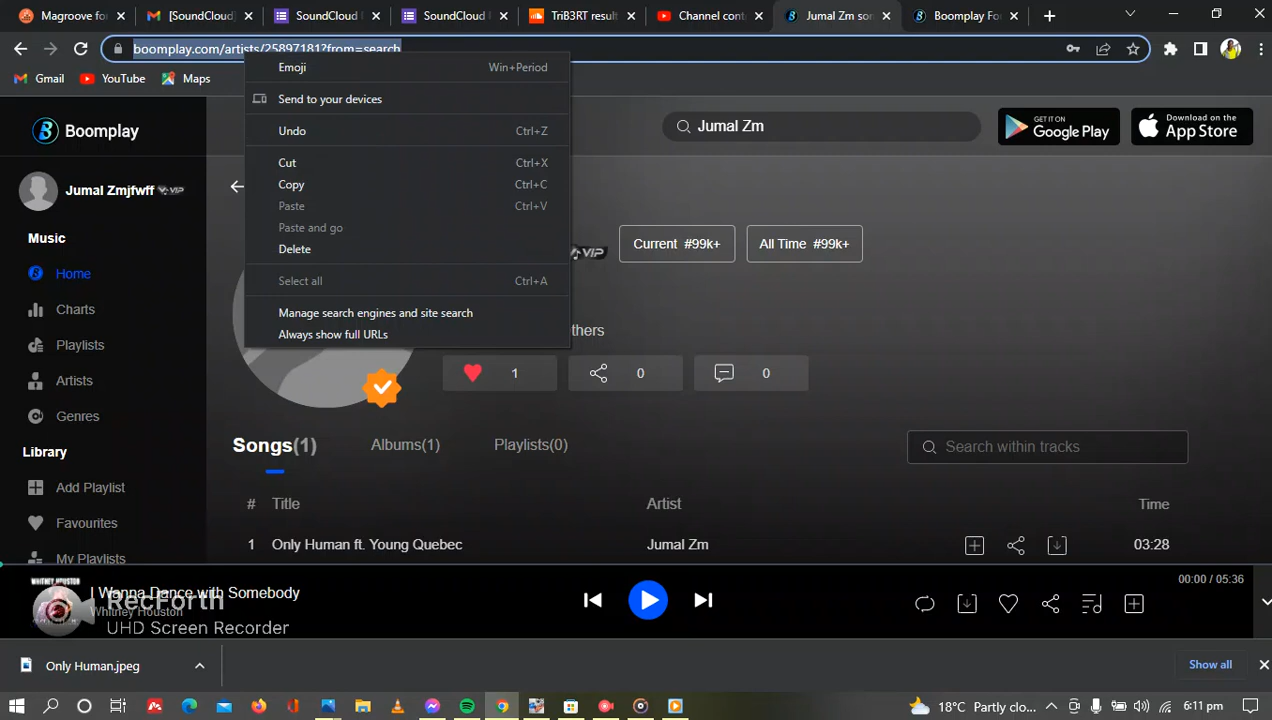 Magroove for
[SoundCloud]
SoundCloud
SoundCloud
TriB3RT result
Channel cont
Jumal Zm son
Boomplay Fo
boomplay.com/artists/25897181?from=search
Gmail
YouTube
Maps
Emoji Win+Period
Send to your devices
Undo Ctrl+Z
Cut Ctrl+X
Copy Ctrl+C
Paste Ctrl+V
Paste and go
Delete
Select all Ctrl+A
Manage search engines and site search
Always show full URLs
Boomplay
Jumal Zm
GET IT ON
Google Play
Download on the
App Store
Jumal Zmjfwff VIP
Music
Home
Charts
Playlists
Artists
Genres
Library
Add Playlist
Favourites
My Playlists
VIP
Current #99k+
All Time #99k+
thers
1
0
0
Songs(1)
Albums(1)
Playlists(0)
Search within tracks
# Title Artist Time
1 Only Human ft. Young Quebec Jumal Zm 03:28
WHITNEY HOUSTON
I Wanna Dance with Somebody
Whitney Houston
RecForth
UHD Screen Recorder
00:00 / 05:36
Only Human.jpeg
Show all
18°C Partly clo...
6:11 pm